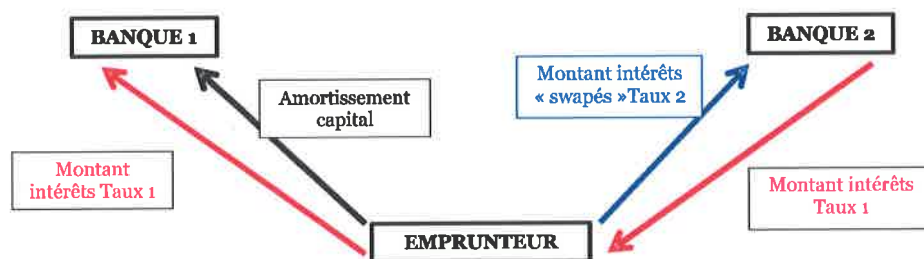 BANQUE 1
BANQUE 2
Montant intérêts
« swapés »Taux 2
Amortissement
capital
Montant
intérêts Taux 1
Montant intérêts
Taux 1
EMPRUNTEUR